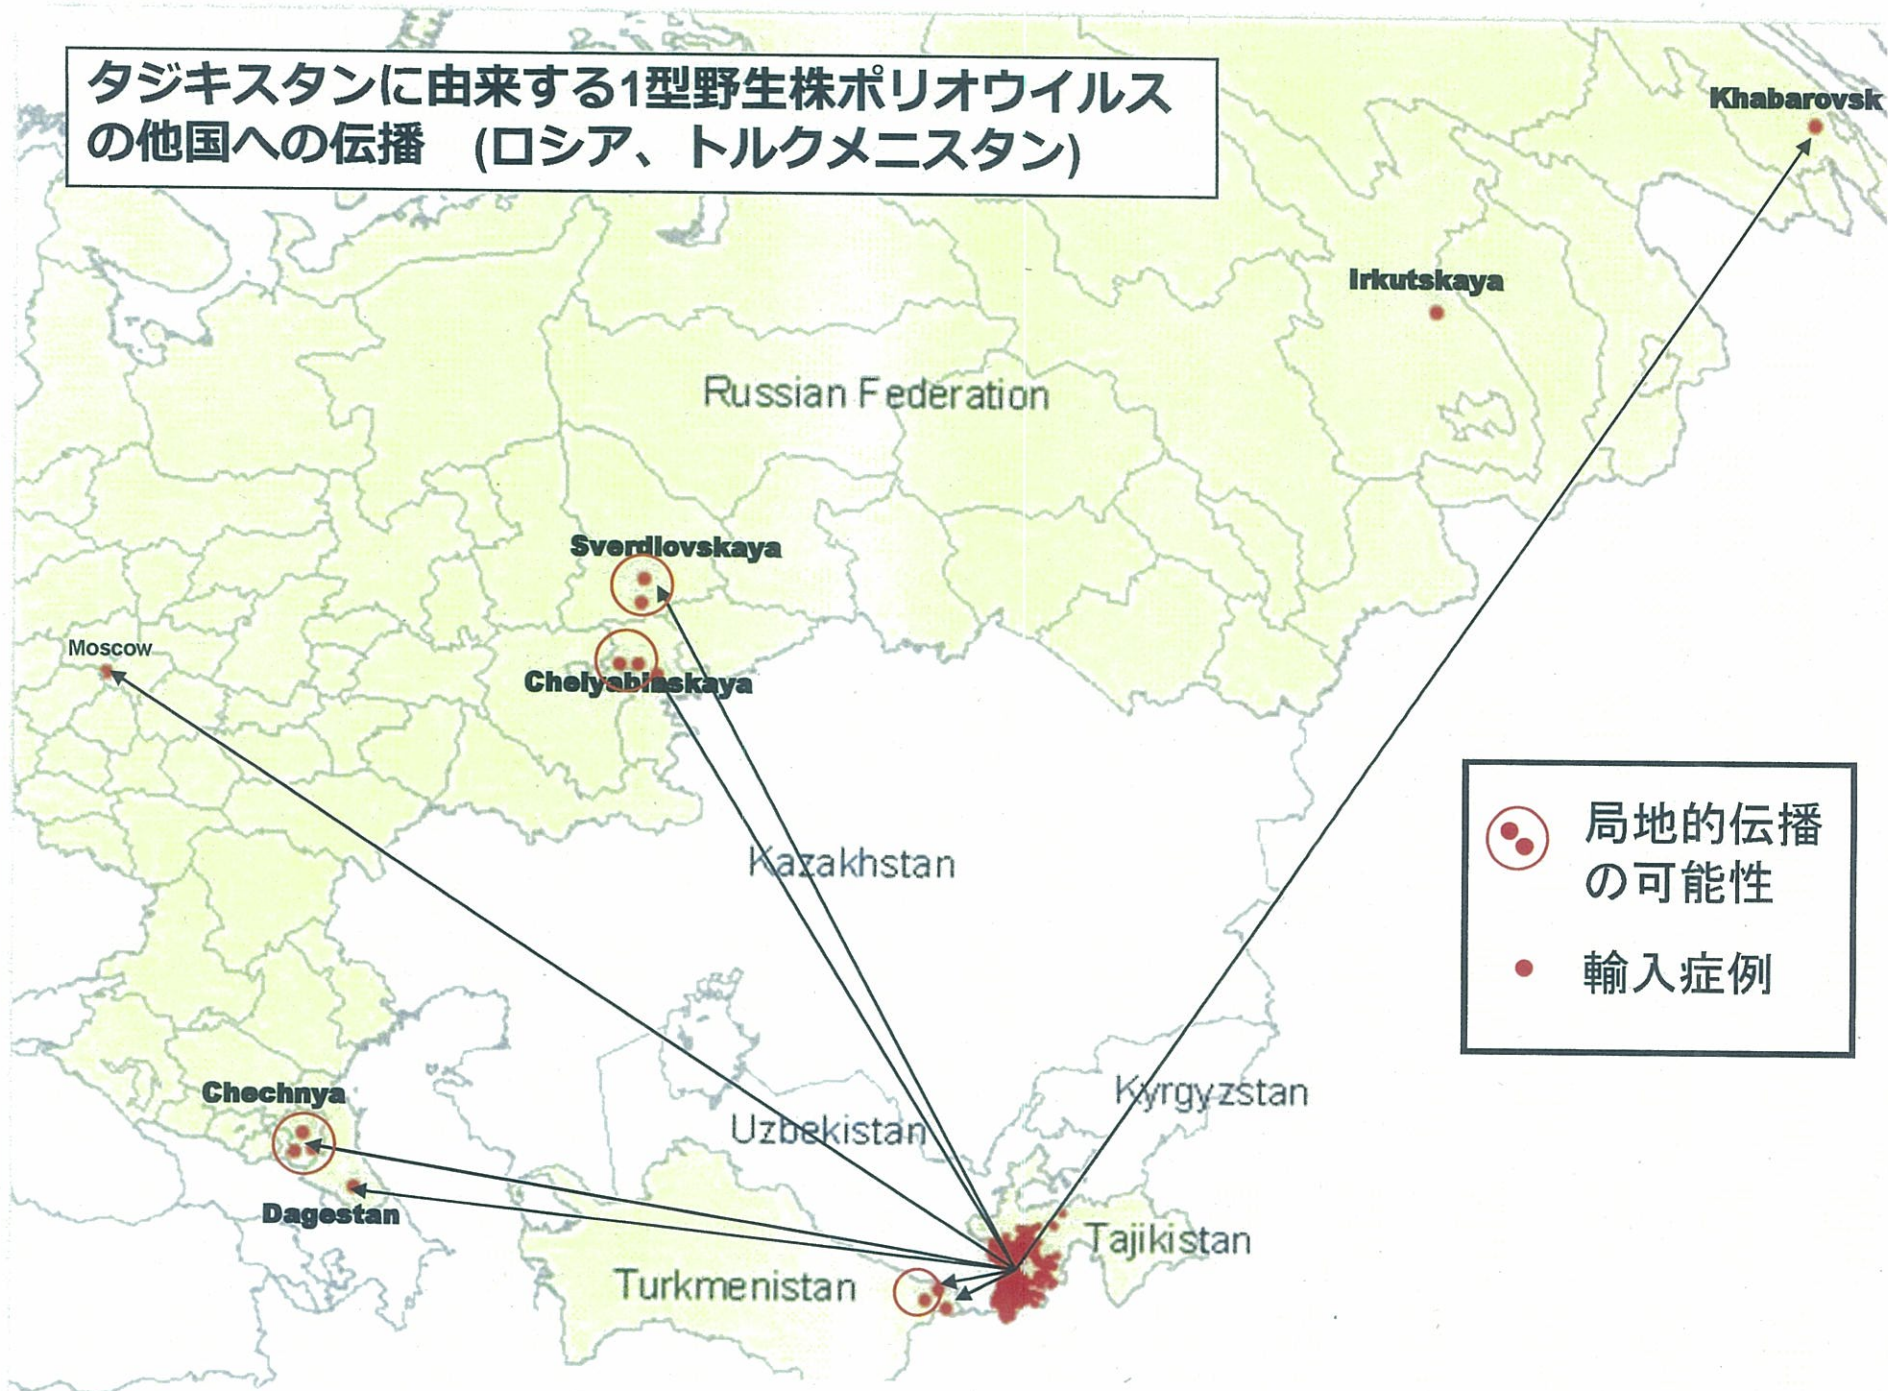 タジキスタンに由来する1型野生株ポリオウイルス
の他国への伝播　(ロシア、トルクメニスタン)
Khabarovsk
Irkutskaya
Russian Federation
Sverdlovskaya
Moscow
Chelyabinskaya
局地的伝播
の可能性
Kazakhstan
輸入症例
Chechnya
Kyrgyzstan
Uzbekistan
Dagestan
Tajikistan
Turkmenistan